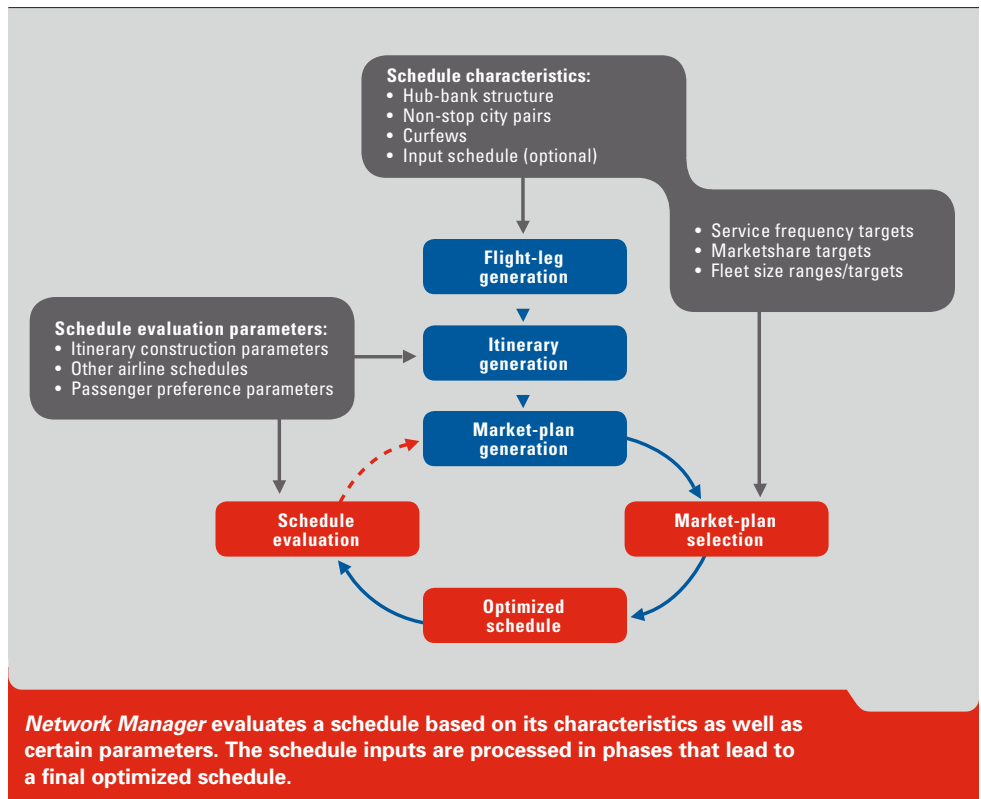 Schedule characteristics:
• Hub-bank structure
• Non-stop city pairs
• Curfews
• Input schedule (optional)
• Service frequency targets
• Marketshare targets
• Fleet size ranges/targets
Flight-leg
generation
Schedule evaluation parameters:
• Itinerary construction parameters
• Other airline schedules
• Passenger preference parameters
Itinerary
generation
Market-plan
generation
Schedule
evaluation
Market-plan
selection
Optimized
schedule
Network Manager evaluates a schedule based on its characteristics as well as
certain parameters. The schedule inputs are processed in phases that lead to
a final optimized schedule.